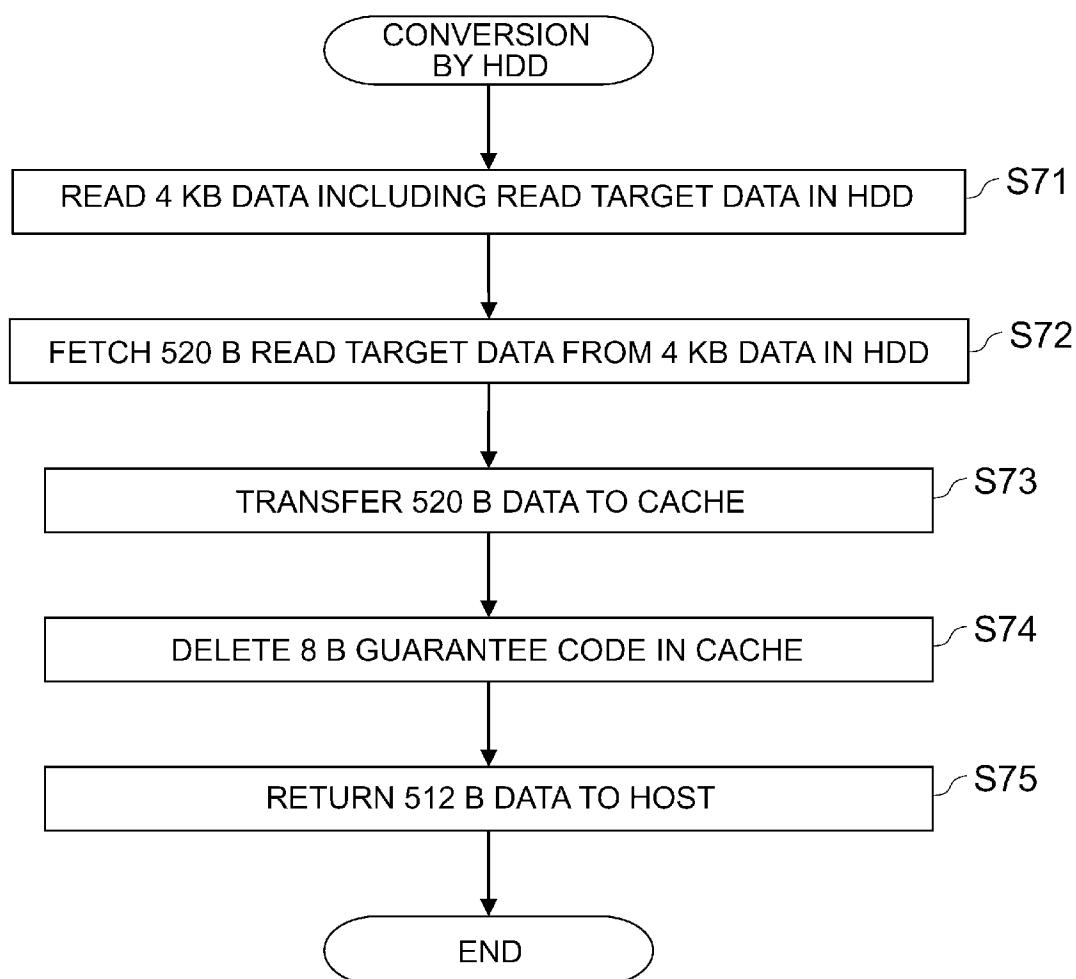 CONVERSION
BY HDD
READ 4 KB DATA INCLUDING READ TARGET DATA IN HDD
S71
FETCH 520 B READ TARGET DATA FROM 4 KB DATA IN HDD
S72
TRANSFER 520 B DATA TO CACHE
S73
DELETE 8 B GUARANTEE CODE IN CACHE
S74
RETURN 512 B DATA TO HOST
S75
END